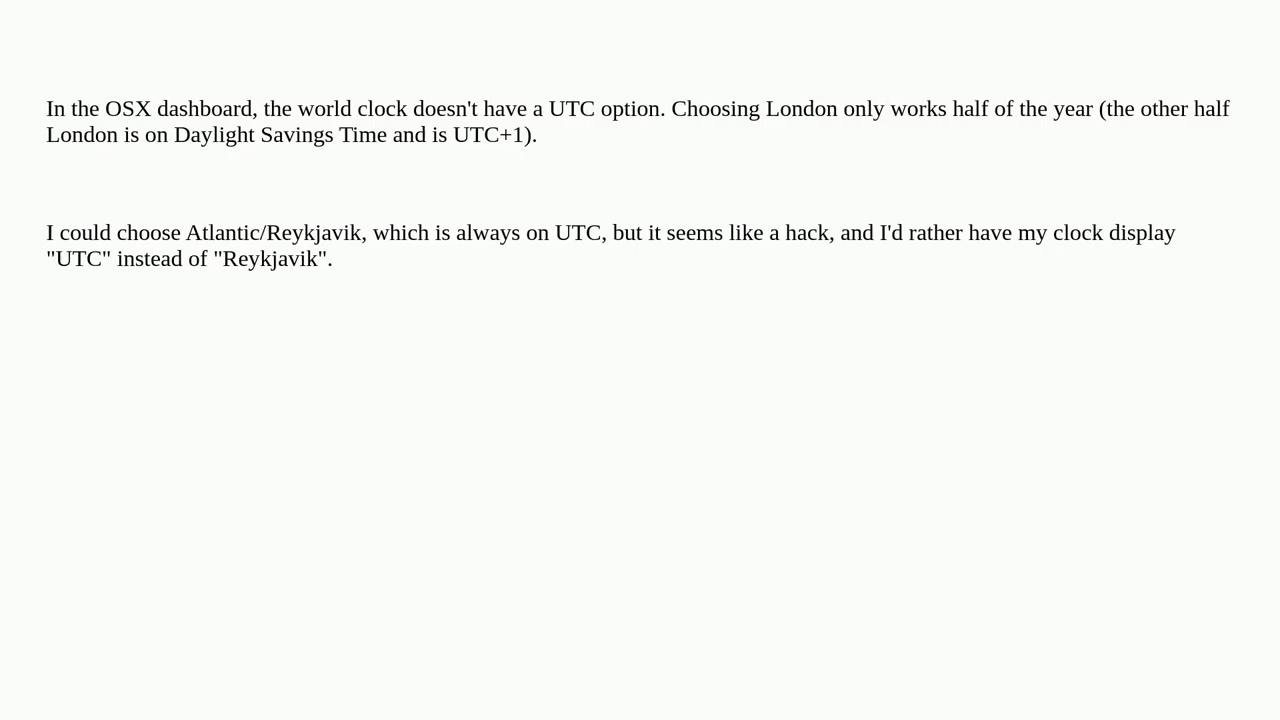 In the OSX dashboard, the world clock doesn't have a UTC option. Choosing London only works half of the year (the other half
London is on Daylight Savings Time and is UTC+1).
I could choose Atlantic/Reykjavik, which is always on UTC, but it seems like a hack, and I'd rather have my clock display
"UTC" instead of "Reykjavik".